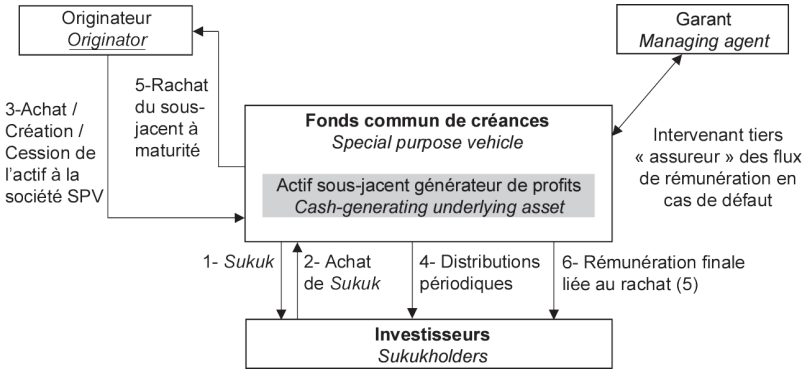 Originateur
Originator
Garant
Managing agent
5-Rachat
du sous-
jacent à
maturité
3-Achat /
Création /
Cession de
l'actif à la
société SPV
Fonds commun de créances
Special purpose vehicle
Actif sous-jacent générateur de profits
Cash-generating underlying asset
Intervenant tiers
« assureur » des flux
de rémunération en
cas de défaut
1- Sukuk
2- Achat
de Sukuk
4- Distributions
périodiques
6- Rémunération finale
liée au rachat (5)
Investisseurs
Sukukholders